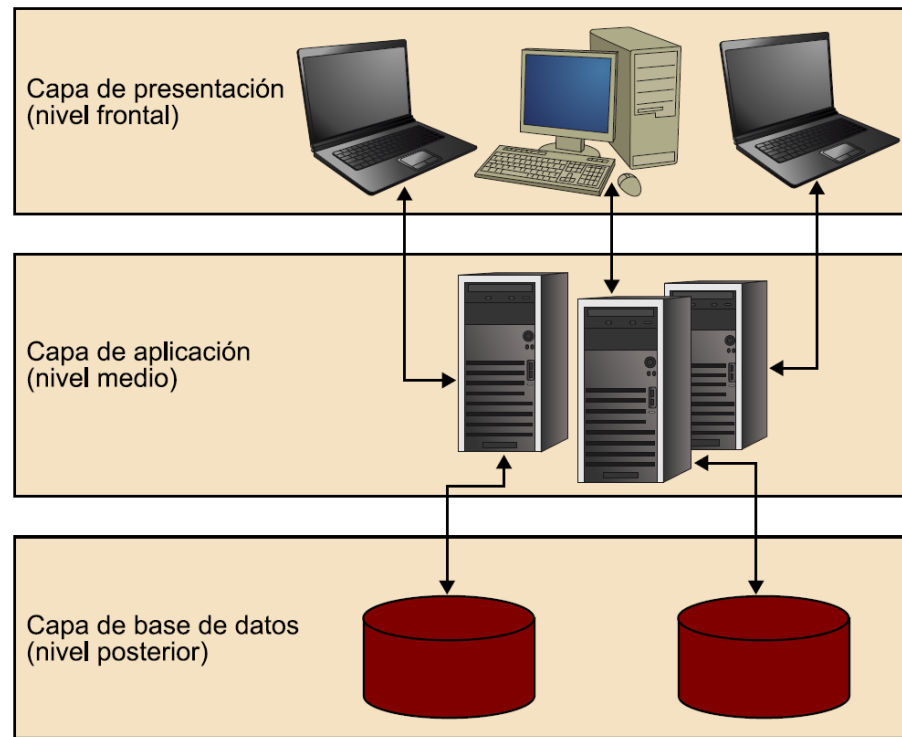 Capa de presentación
(nivel frontal)
Capa de aplicación
(nivel medio)
Capa de base de datos
(nivel posterior)